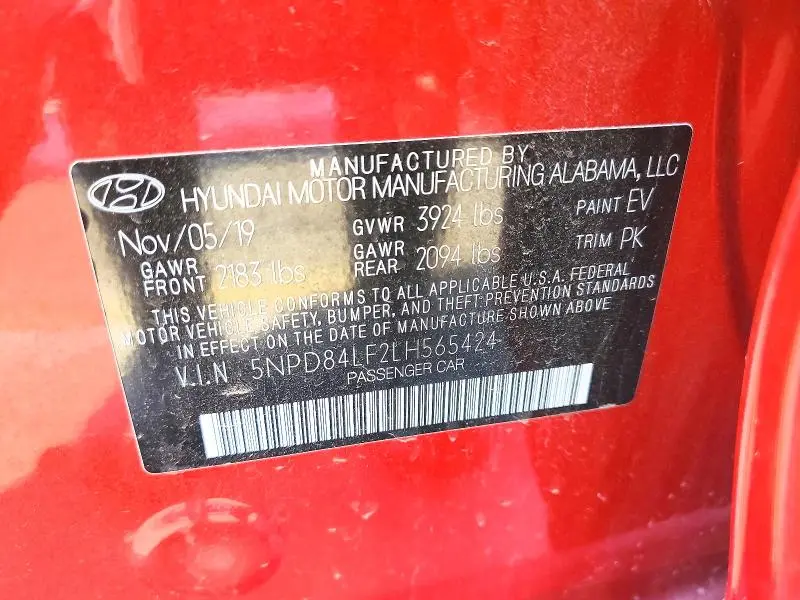 MANUFACTURED BY
HYUNDAI MOTOR MANUFACTURING ALABAMA, LLC
Nov/05/19 GVWR 3924 lbs PAINT EV
GAWR FRONT 2183 lbs GAWR REAR 2094 lbs TRIM PK
THIS VEHICLE CONFORMS TO ALL APPLICABLE U.S.A. FEDERAL
MOTOR VEHICLE SAFETY, BUMPER, AND THEFT PREVENTION STANDARDS
IN EFFECT ON THE DATE OF MANUFACTURE SHOWN ABOVE
V.I.N 5NPD84LF2LH565424
PASSENGER CAR